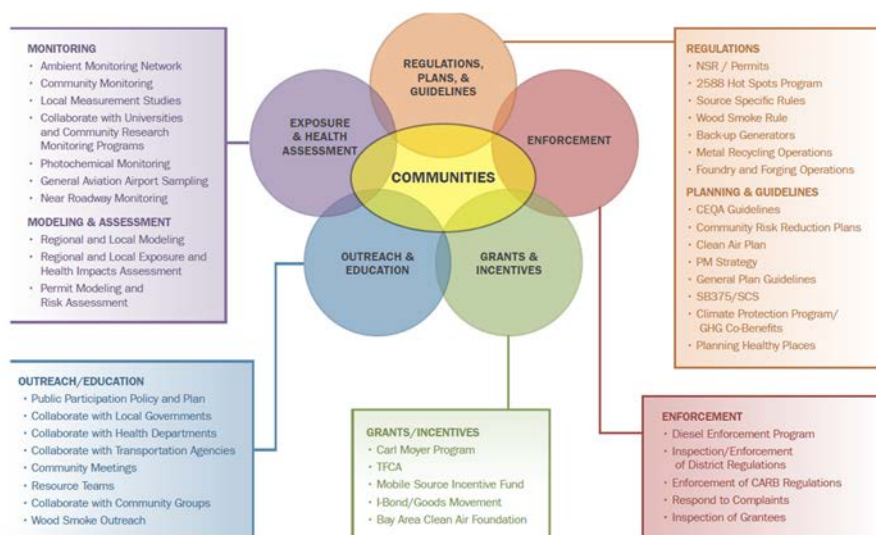 MONITORING
• Ambient Monitoring Network
• Community Monitoring
• Local Measurement Studies
• Collaborate with Universities
and Community Research
Monitoring Programs
• Photochemical Monitoring
• General Aviation Airport Sampling
• Near Roadway Monitoring
MODELING & ASSESSMENT
• Regional and Local Modeling
• Regional and Local Exposure and
Health Impacts Assessment
• Permit Modeling and
Risk Assessment
REGULATIONS,
PLANS, &
GUIDELINES
EXPOSURE
& HEALTH
ASSESSMENT
ENFORCEMENT
COMMUNITIES
OUTREACH &
EDUCATION
GRANTS &
INCENTIVES
REGULATIONS
• NSR / Permits
• 2588 Hot Spots Program
• Source Specific Rules
• Wood Smoke Rule
• Back-up Generators
• Metal Recycling Operations
• Foundry and Forging Operations
PLANNING & GUIDELINES
• CEQA Guidelines
• Community Risk Reduction Plans
• Clean Air Plan
• PM Strategy
• General Plan Guidelines
• SB375/SCS
• Climate Protection Program/
GHG Co-Benefits
• Planning Healthy Places
OUTREACH/EDUCATION
• Public Participation Policy and Plan
• Collaborate with Local Governments
• Collaborate with Health Departments
• Collaborate with Transportation Agencies
• Community Meetings
• Resource Teams
• Collaborate with Community Groups
• Wood Smoke Outreach
GRANTS/INCENTIVES
• Carl Moyer Program
• TFCA
• Mobile Source Incentive Fund
• I-Bond/Goods Movement
• Bay Area Clean Air Foundation
ENFORCEMENT
• Diesel Enforcement Program
• Inspection/Enforcement
of District Regulations
• Enforcement of CARB Regulations
• Respond to Complaints
• Inspection of Grantees